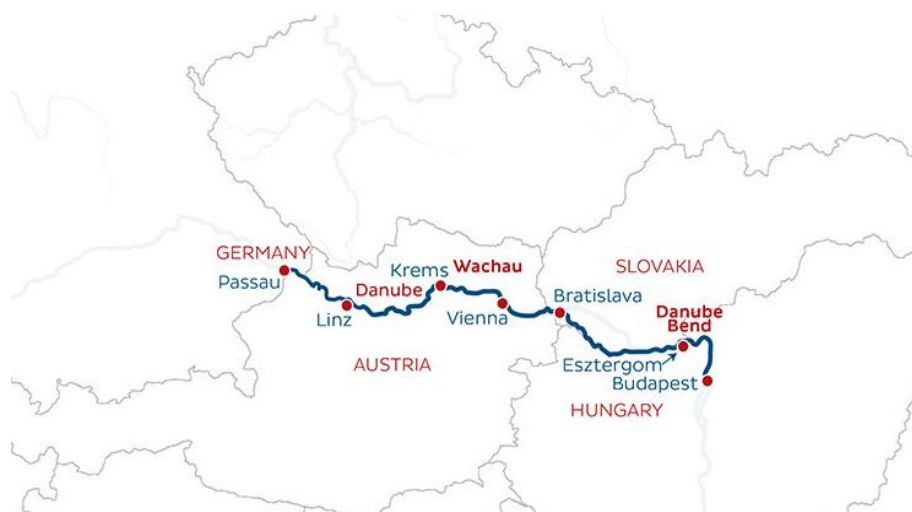 GERMANY
Passau
Linz
Danube
Krems
Wachau
Vienna
AUSTRIA
Bratislava
SLOVAKIA
Danube
Bend
Esztergom
Budapest
HUNGARY